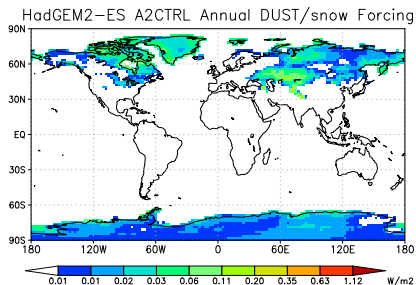 HadGEM2-ES A2CTRL Annual DUST/snow Forcing
90N
60N
30N
EQ
30S
60S
90S
180 120W 60W 0 60E 120E 180
0.01 0.01 0.02 0.03 0.06 0.11 0.20 0.35 0.63 1.12 W/m2